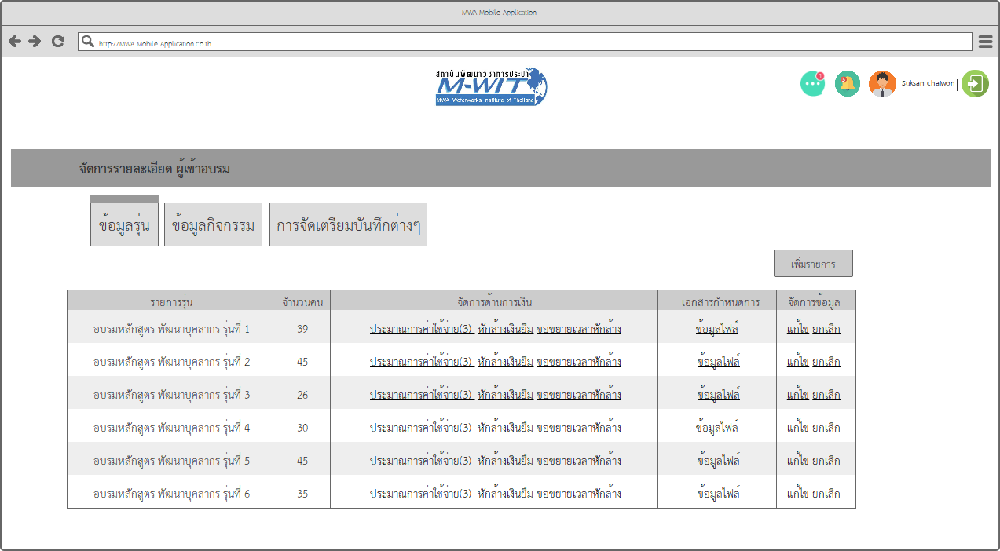 MWA Mobile Application
http://MWA Mobile Application.co.th
สถาบันพัฒนาวิชาการประปา
M-WIT
MWA Waterworks Institute of Thailand
1
3
Suksan chaiwon |
จัดการรายละเอียด ผู้เข้าอบรม
ข้อมูลรุ่น ข้อมูลกิจกรรม การจัดเตรียมบันทึกต่างๆ
เพิ่มรายการ
รายการรุ่น จำนวนคน จัดการด้านการเงิน เอกสารกำหนดการ จัดการข้อมูล
อบรมหลักสูตร พัฒนาบุคลากร รุ่นที่ 1 39 ประมาณการค่าใช้จ่าย(3) หักล้างเงินยืม ขอขยายเวลาหักล้าง ข้อมูลไฟล์ แก้ไข ยกเลิก
อบรมหลักสูตร พัฒนาบุคลากร รุ่นที่ 2 45 ประมาณการค่าใช้จ่าย(3) หักล้างเงินยืม ขอขยายเวลาหักล้าง ข้อมูลไฟล์ แก้ไข ยกเลิก
อบรมหลักสูตร พัฒนาบุคลากร รุ่นที่ 3 26 ประมาณการค่าใช้จ่าย(3) หักล้างเงินยืม ขอขยายเวลาหักล้าง ข้อมูลไฟล์ แก้ไข ยกเลิก
อบรมหลักสูตร พัฒนาบุคลากร รุ่นที่ 4 30 ประมาณการค่าใช้จ่าย(3) หักล้างเงินยืม ขอขยายเวลาหักล้าง ข้อมูลไฟล์ แก้ไข ยกเลิก
อบรมหลักสูตร พัฒนาบุคลากร รุ่นที่ 5 45 ประมาณการค่าใช้จ่าย(3) หักล้างเงินยืม ขอขยายเวลาหักล้าง ข้อมูลไฟล์ แก้ไข ยกเลิก
อบรมหลักสูตร พัฒนาบุคลากร รุ่นที่ 6 35 ประมาณการค่าใช้จ่าย(3) หักล้างเงินยืม ขอขยายเวลาหักล้าง ข้อมูลไฟล์ แก้ไข ยกเลิก